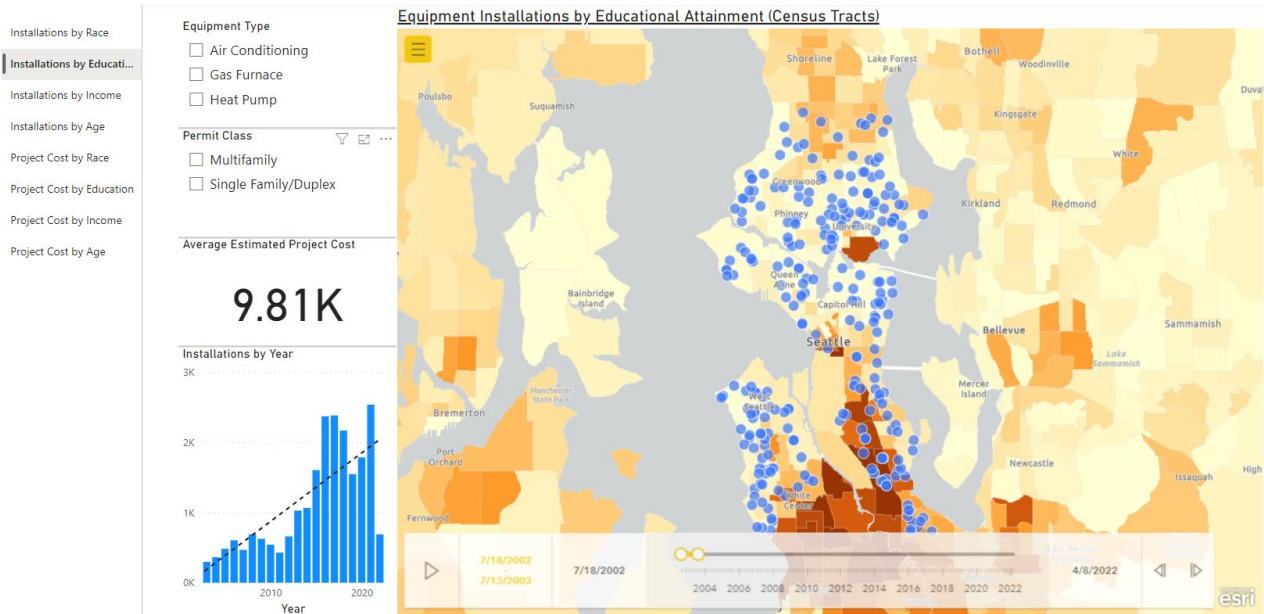 Installations by Race
Installations by Educati...
Installations by Income
Installations by Age
Project Cost by Race
Project Cost by Education
Project Cost by Income
Project Cost by Age
Equipment Type
Air Conditioning
Gas Furnace
Heat Pump
Permit Class
Multifamily
Single Family/Duplex
Average Estimated Project Cost
9.81K
Installations by Year
3K
2K
1K
0K
2010
2020
Year
Equipment Installations by Educational Attainment (Census Tracts)
Shoreline
Lake Forest
Park
Bothell
Woodinville
Poulsbo
Suquamish
Duval
Kingsgate
White
Greenwood
Kirkland
Redmond
Phinney
University
Queen
Anne
Bainbridge
Island
Capitol Hill
Seattle
Bellevue
Sammamish
Lake
Sammamish
Manchester
State Park
Mercer
Island
West
Seattle
Bremerton
Port
Orchard
Newcastle
Issaquah
High
White
Center
Fernwood
7/18/2002
-
7/13/2003
7/18/2002
2004 2006 2008 2010 2012 2014 2016 2018 2020 2022
4/8/2022
esri